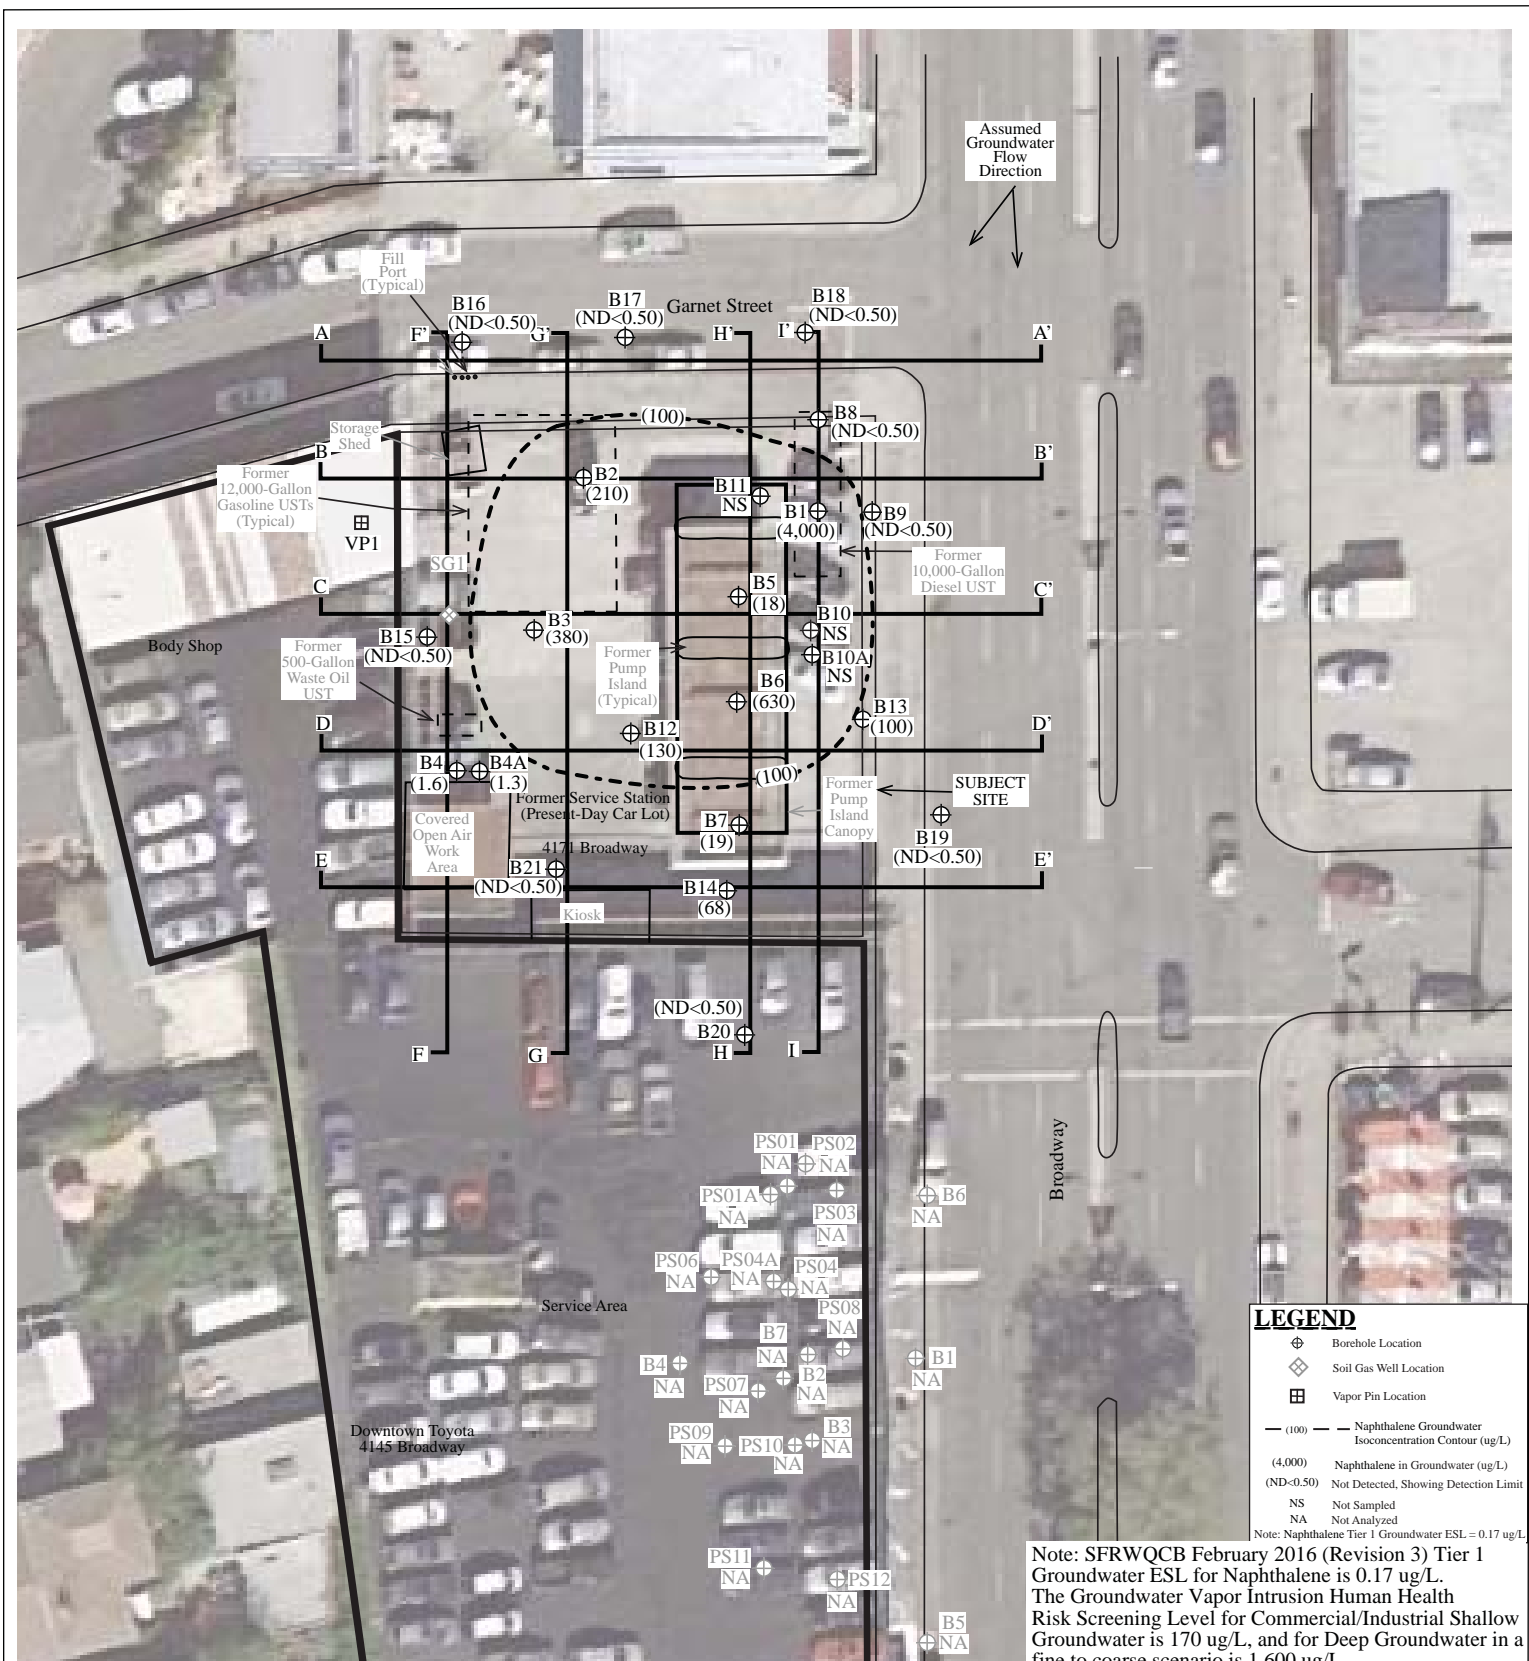 Assumed
Groundwater
Flow
Direction
Fill
Port
(Typical)
B16
(ND<0.50)
B17
(ND<0.50)
Garnet Street
B18
(ND<0.50)
A
F'
G'
H'
I'
A'
(100)
B8
(ND<0.50)
Storage
Shed
B
B'
Former
12,000-Gallon
Gasoline USTs
(Typical)
B2
(210)
B11
NS
B1
(4,000)
B9
(ND<0.50)
VP1
SG1
Former
10,000-Gallon
Diesel UST
C
C'
B5
(18)
B3
(380)
B10
NS
B15
(ND<0.50)
Body Shop
Former
500-Gallon
Waste Oil
UST
Former
Pump
Island
(Typical)
B10A
NS
B6
(630)
B13
(100)
D
D'
B12
(130)
B4
(1.6)
B4A
(1.3)
(100)
Former
Pump
Island
Canopy
SUBJECT
SITE
Former Service Station
(Present-Day Car Lot)
Covered
Open Air
Work
Area
B7
(19)
B19
(ND<0.50)
4171 Broadway
E
E'
B21
(ND<0.50)
B14
(68)
Kiosk
(ND<0.50)
B20
F
G
H
I
Broadway
PS01
NA
PS02
NA
PS01A
NA
PS03
NA
B6
NA
PS06
NA
PS04A
NA
PS04
NA
Service Area
PS08
NA
B7
NA
B4
NA
B1
NA
B2
NA
PS07
NA
Downtown Toyota
4145 Broadway
PS09
NA
PS10
NA
B3
NA
PS11
NA
PS12
NA
B5
NA
LEGEND
Borehole Location
Soil Gas Well Location
Vapor Pin Location
(100) Naphthalene Groundwater
Isoconcentration Contour (ug/L)
(4,000) Naphthalene in Groundwater (ug/L)
(ND<0.50) Not Detected, Showing Detection Limit
NS Not Sampled
NA Not Analyzed
Note: Naphthalene Tier 1 Groundwater ESL = 0.17 ug/L
Note: SFRWQCB February 2016 (Revision 3) Tier 1
Groundwater ESL for Naphthalene is 0.17 ug/L.
The Groundwater Vapor Intrusion Human Health
Risk Screening Level for Commercial/Industrial Shallow
Groundwater is 170 ug/L, and for Deep Groundwater in a
fine to coarse scenario is 1,600 ug/L